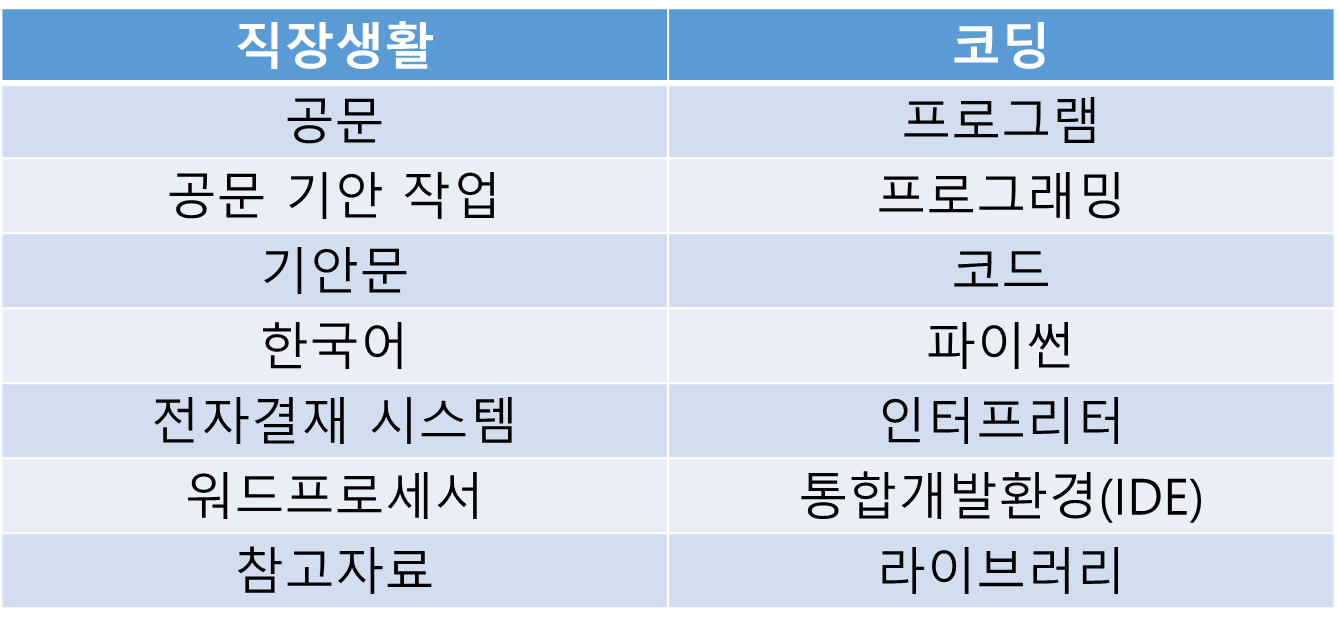 직장생활 코딩
공문 프로그램
공문 기안 작업 프로그래밍
기안문 코드
한국어 파이썬
전자결재 시스템 인터프리터
워드프로세서 통합개발환경(IDE)
참고자료 라이브러리